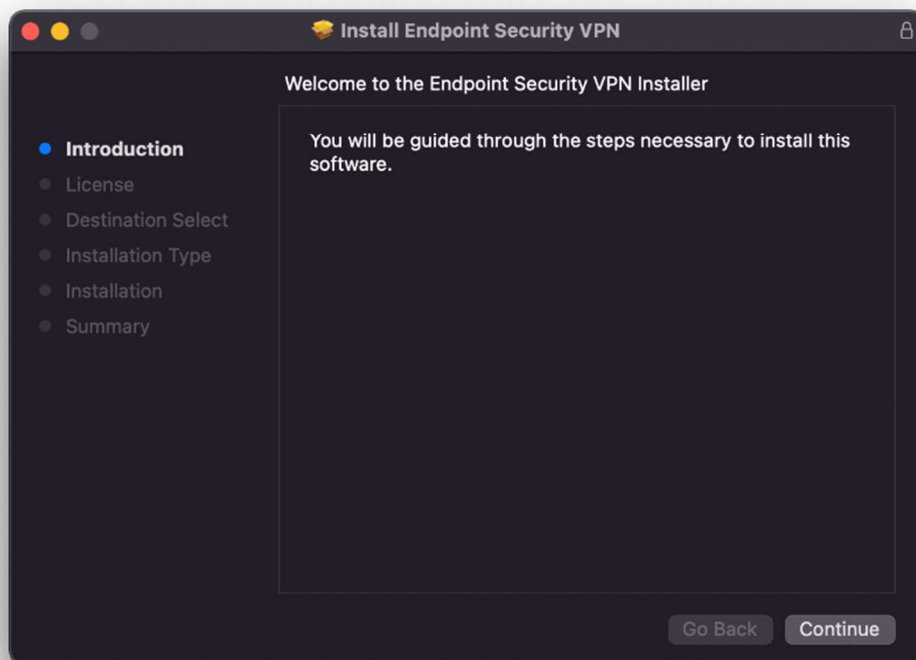 Install Endpoint Security VPN
Welcome to the Endpoint Security VPN Installer
Introduction
License
Destination Select
Installation Type
Installation
Summary
You will be guided through the steps necessary to install this
software.
Go Back
Continue